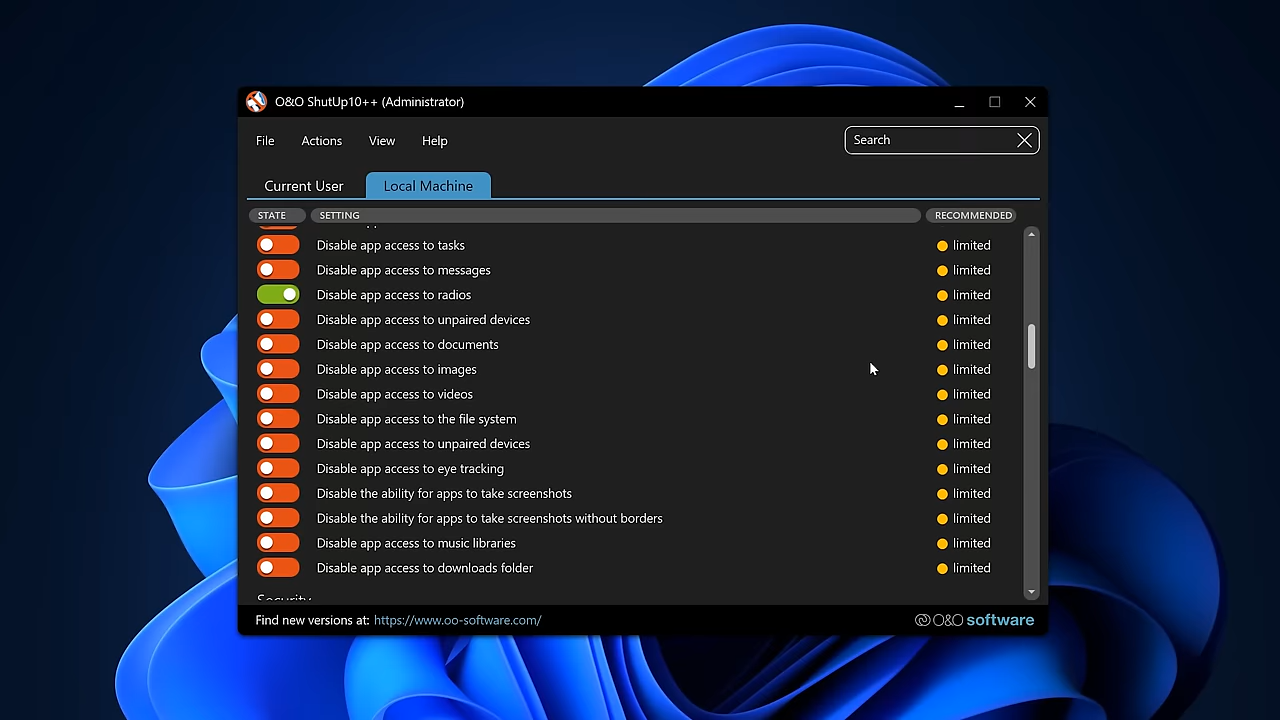 O&O ShutUp10++ (Administrator)
File Actions View Help Search
Current User Local Machine
STATE SETTING RECOMMENDED
Disable app access to tasks limited
Disable app access to messages limited
Disable app access to radios limited
Disable app access to unpaired devices limited
Disable app access to documents limited
Disable app access to images limited
Disable app access to videos limited
Disable app access to the file system limited
Disable app access to unpaired devices limited
Disable app access to eye tracking limited
Disable the ability for apps to take screenshots limited
Disable the ability for apps to take screenshots without borders limited
Disable app access to music libraries limited
Disable app access to downloads folder limited
Security
Find new versions at: https://www.oo-software.com/ O&O software